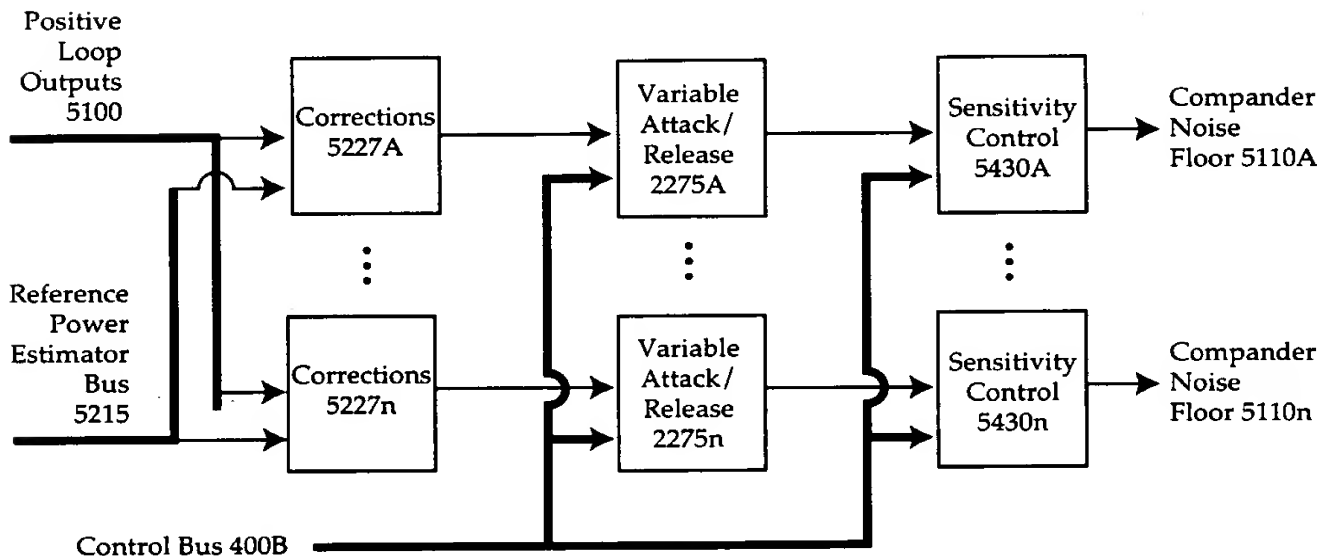 Positive
Loop
Outputs
5100
Corrections
5227A
Variable
Attack/
Release
2275A
Sensitivity
Control
5430A
Compander
Noise
Floor 5110A
Reference
Power
Estimator
Bus
5215
Corrections
5227n
Variable
Attack/
Release
2275n
Sensitivity
Control
5430n
Compander
Noise
Floor 5110n
Control Bus 400B